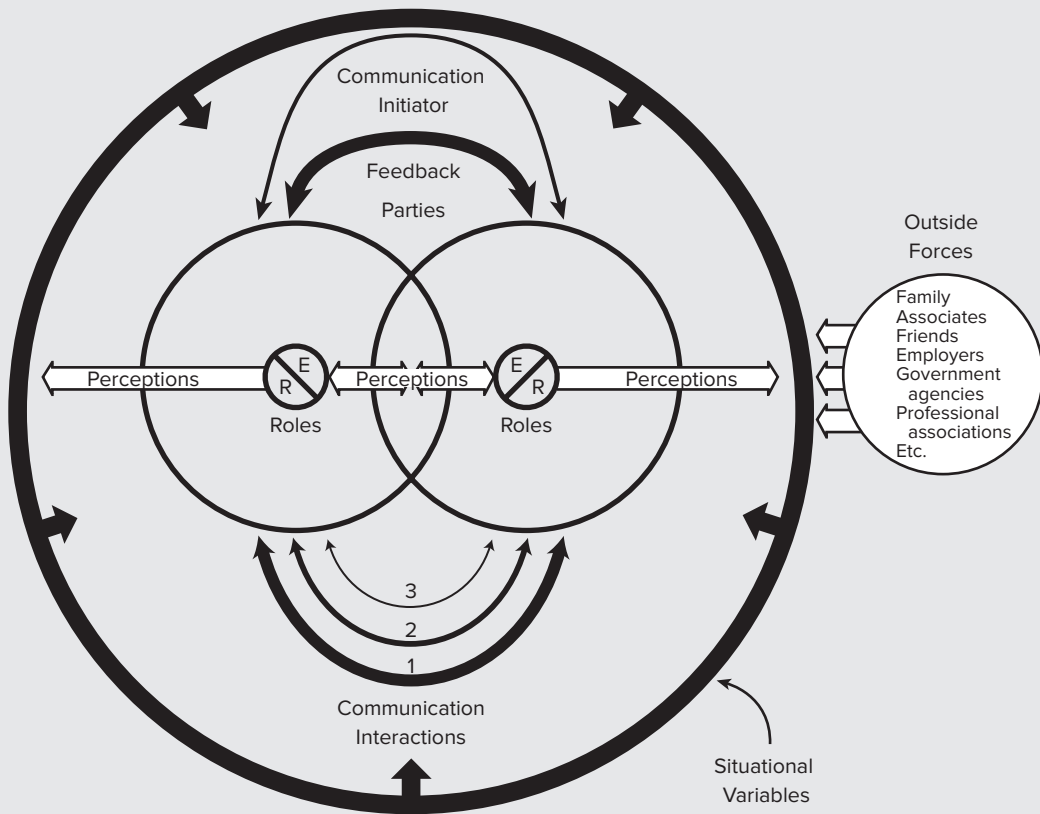 Communication
Initiator
Feedback
Parties
Outside
Forces
Family
Associates
Friends
Employers
Government
agencies
Professional
associations
Etc.
E
R
E
R
Perceptions
Perceptions
Perceptions
Roles
Roles
3
2
1
Communication
Interactions
Situational
Variables